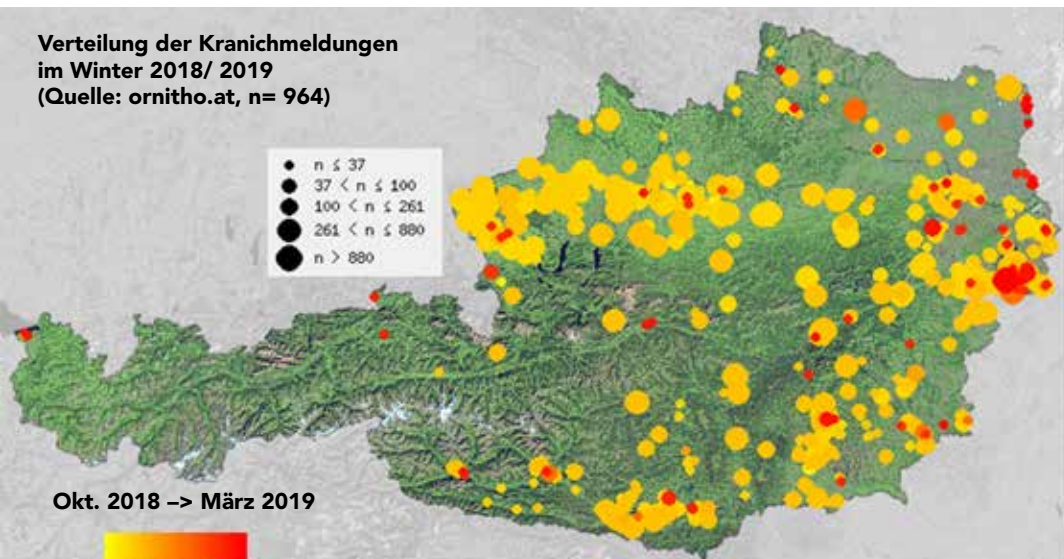 Verteilung der Kranichmeldungen
im Winter 2018/ 2019
(Quelle: ornitho.at, n= 964)
n ≤ 37
37 < n ≤ 100
100 < n ≤ 261
261 < n ≤ 880
n > 880
Okt. 2018 –> März 2019